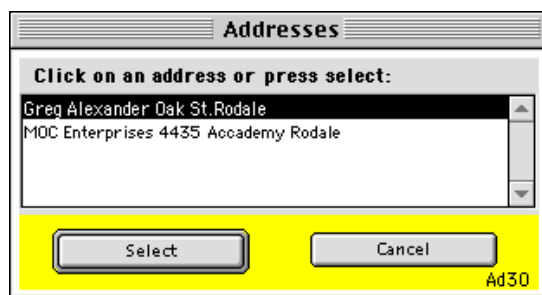 Addresses
Click on an address or press select:
Greg Alexander Oak St.Rodale
MOC Enterprises 4435 Accademy Rodale
Select
Cancel
Ad30